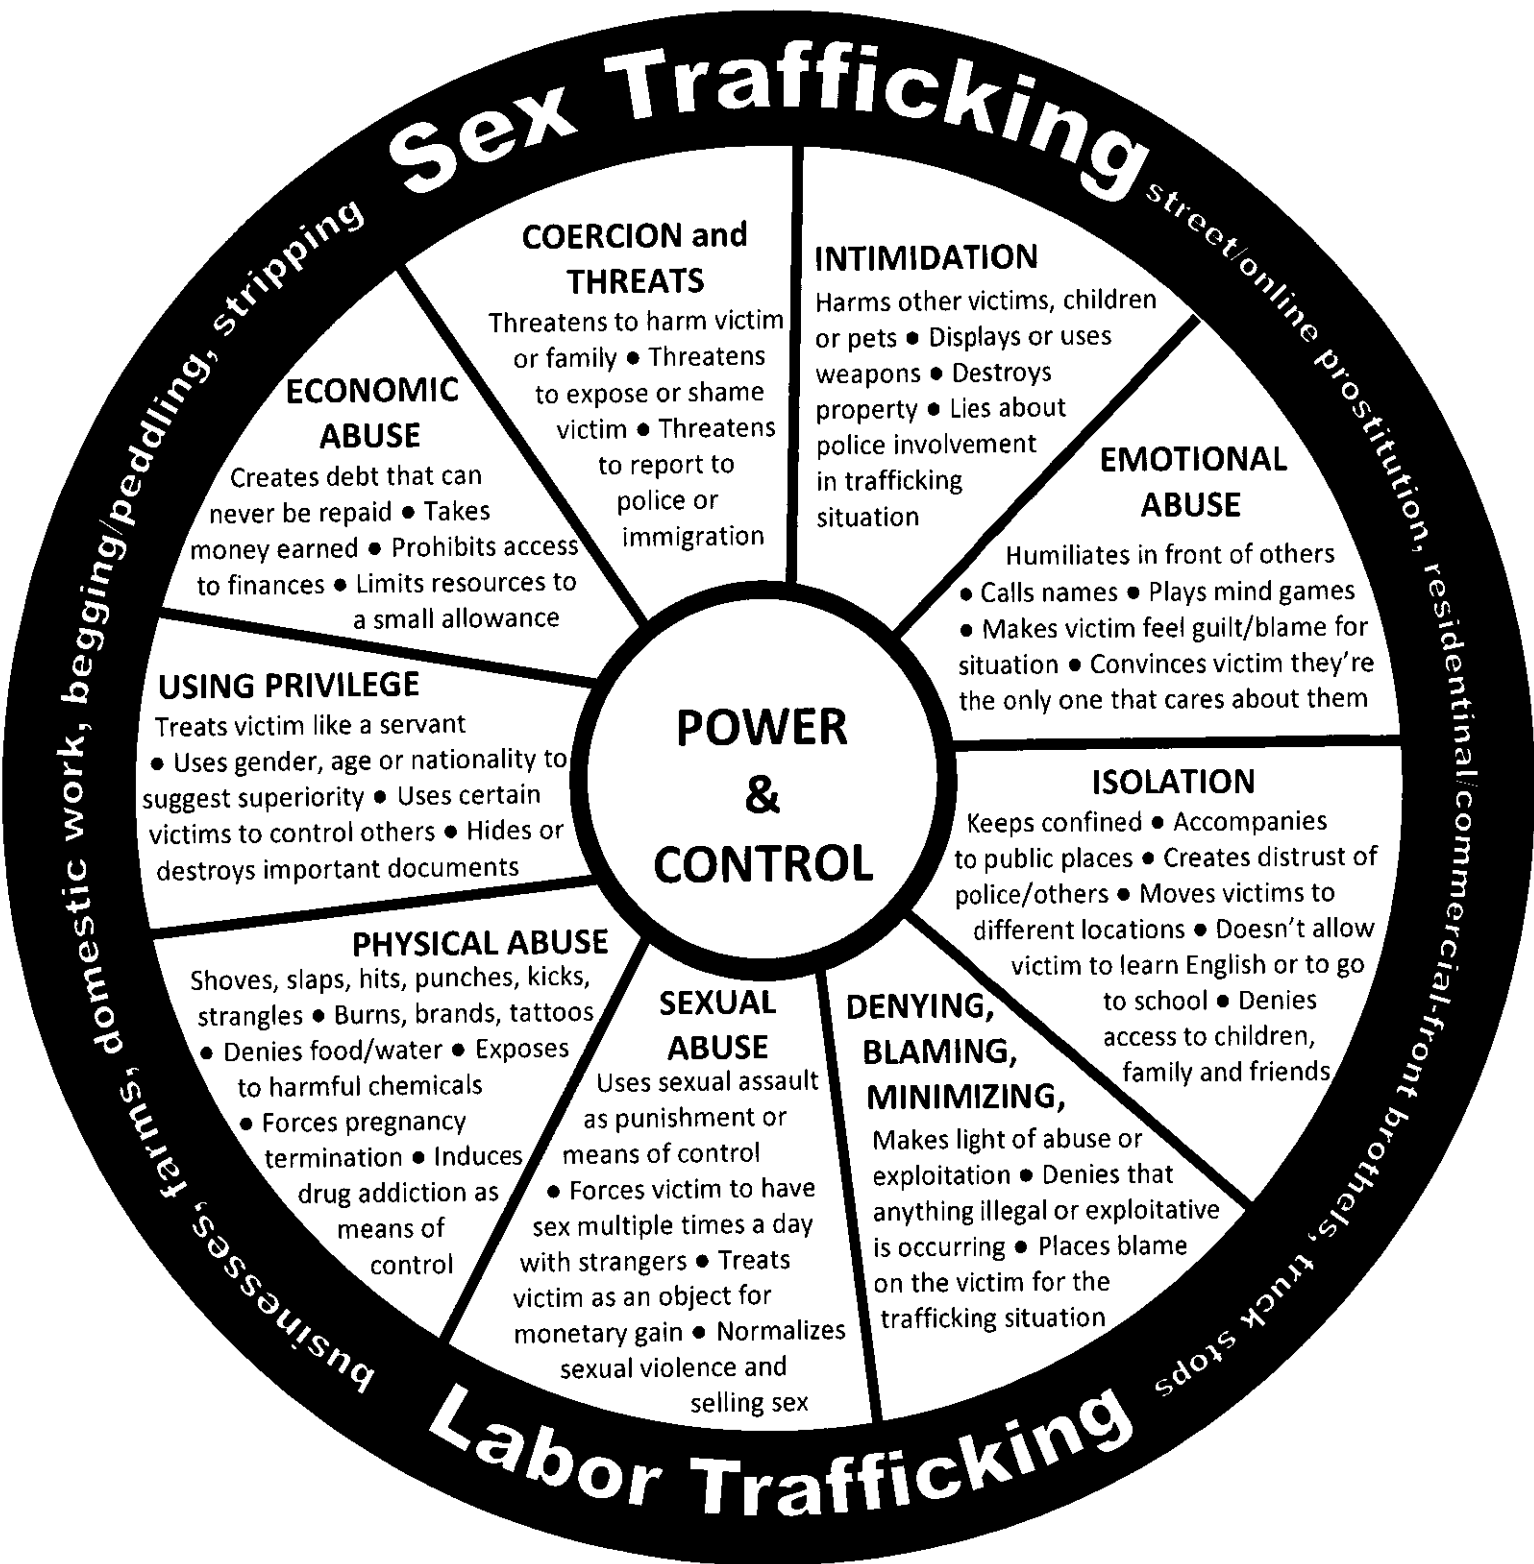 Sex Trafficking
street/online prostitution, residentinal/commercial-front brothels, truck stops
Labor Trafficking
businesses, farms, domestic work, begging/peddling, stripping
POWER
&
CONTROL
COERCION and
THREATS
Threatens to harm victim
or family ● Threatens
to expose or shame
victim ● Threatens
to report to
police or
immigration
INTIMIDATION
Harms other victims, children
or pets ● Displays or uses
weapons ● Destroys
property ● Lies about
police involvement
in trafficking
situation
EMOTIONAL
ABUSE
Humiliates in front of others
● Calls names ● Plays mind games
● Makes victim feel guilt/blame for
situation ● Convinces victim they're
the only one that cares about them
ISOLATION
Keeps confined ● Accompanies
to public places ● Creates distrust of
police/others ● Moves victims to
different locations ● Doesn't allow
victim to learn English or to go
to school ● Denies
access to children,
family and friends
DENYING,
BLAMING,
MINIMIZING,
Makes light of abuse or
exploitation ● Denies that
anything illegal or exploitative
is occurring ● Places blame
on the victim for the
trafficking situation
SEXUAL
ABUSE
Uses sexual assault
as punishment or
means of control
● Forces victim to have
sex multiple times a day
with strangers ● Treats
victim as an object for
monetary gain ● Normalizes
sexual violence and
selling sex
PHYSICAL ABUSE
Shoves, slaps, hits, punches, kicks,
strangles ● Burns, brands, tattoos
● Denies food/water ● Exposes
to harmful chemicals
● Forces pregnancy
termination ● Induces
drug addiction as
means of
control
USING PRIVILEGE
Treats victim like a servant
● Uses gender, age or nationality to
suggest superiority ● Uses certain
victims to control others ● Hides or
destroys important documents
ECONOMIC
ABUSE
Creates debt that can
never be repaid ● Takes
money earned ● Prohibits access
to finances ● Limits resources to
a small allowance